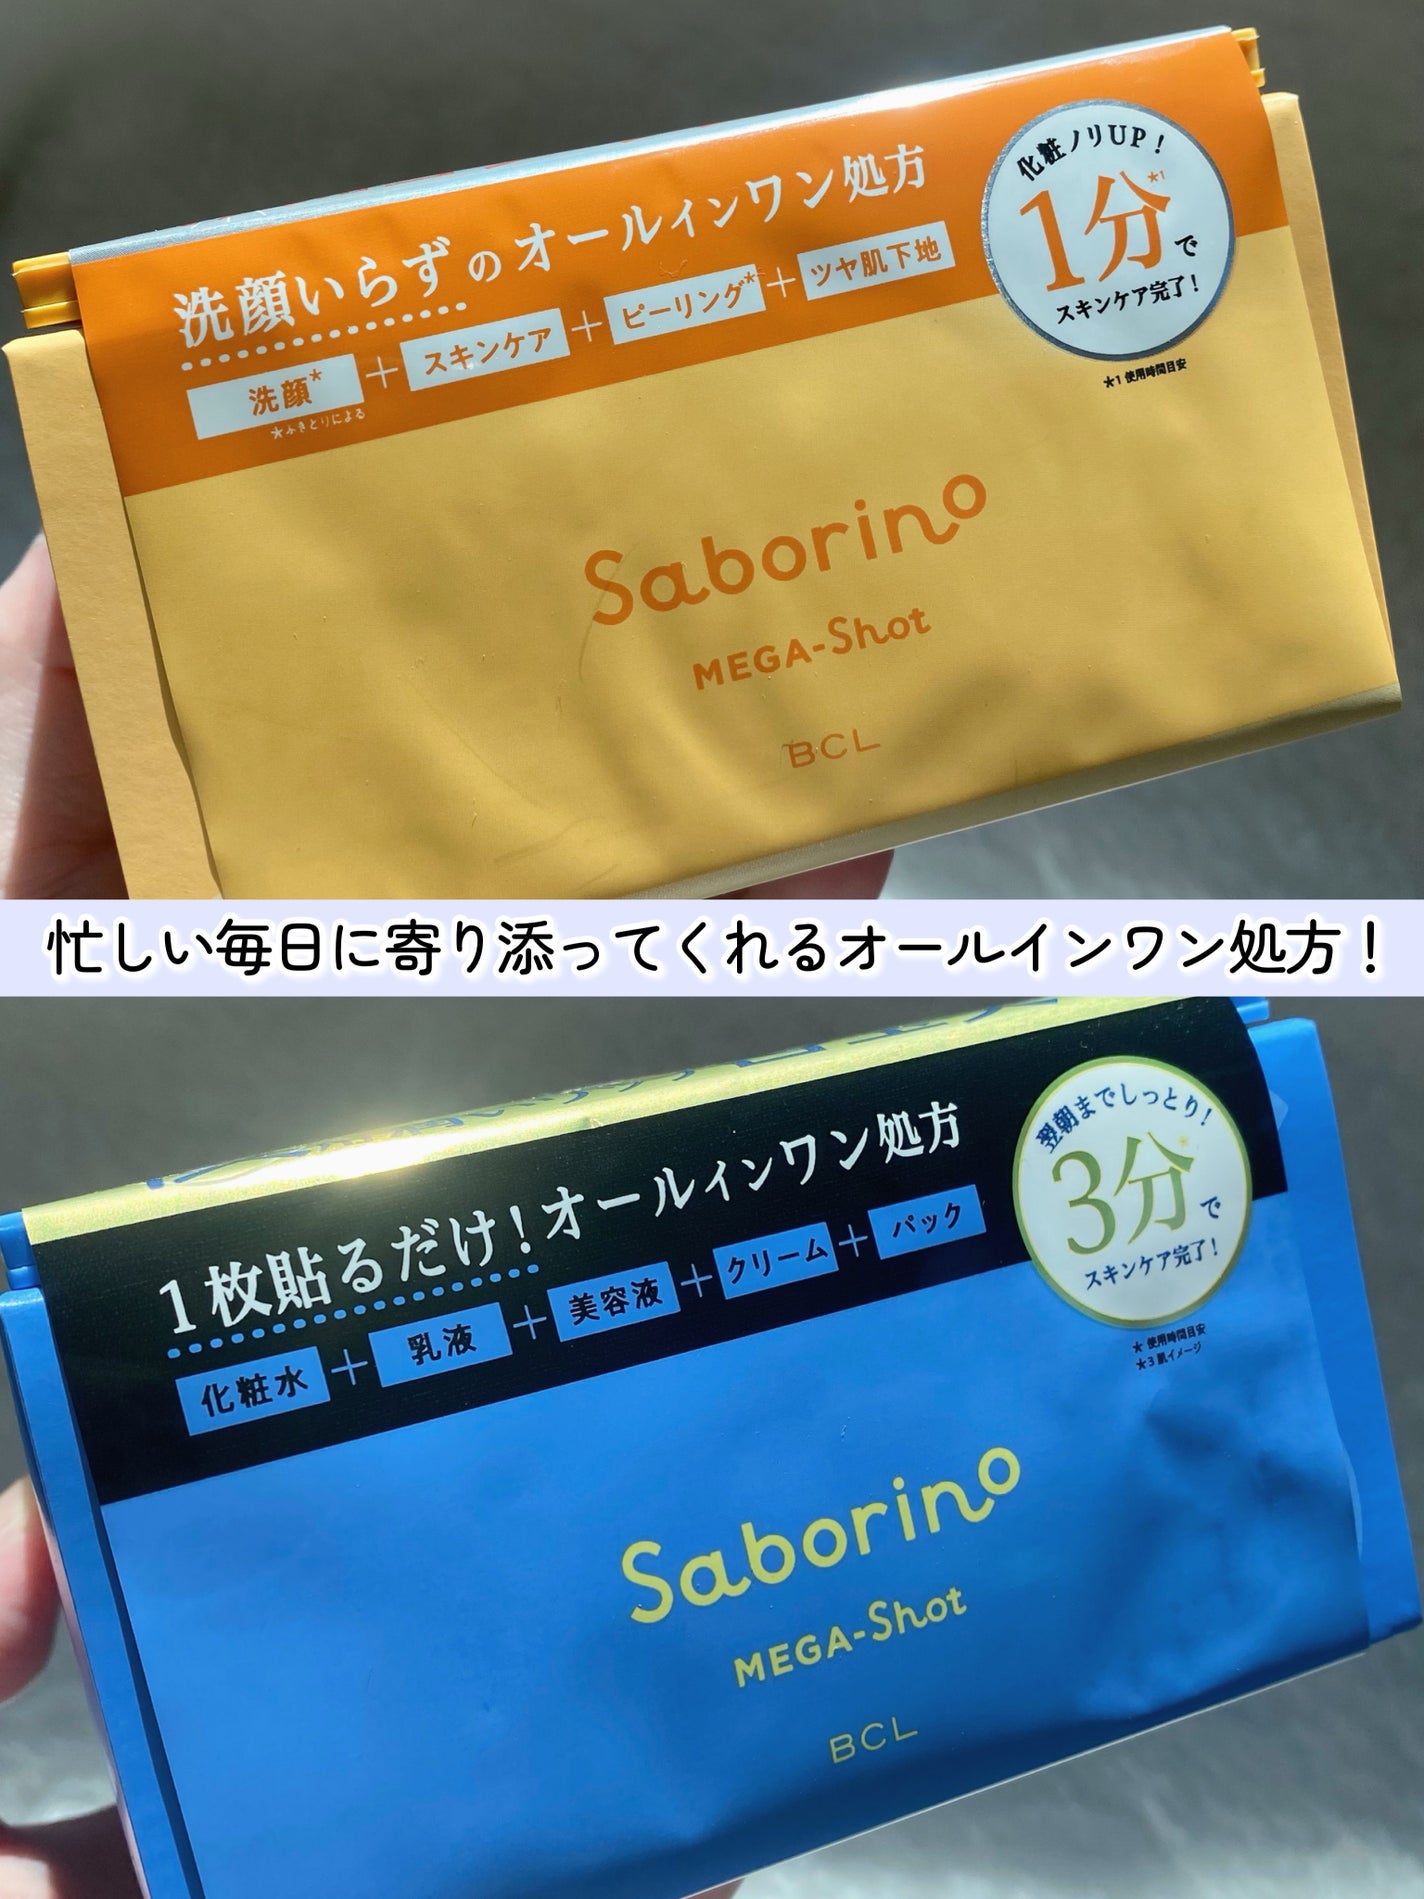 洗顔いらずのオールインワン処方
洗顔*＋スキンケア＋ピーリング*＋ツヤ肌下地
*ふきとりによる
化粧ノリUP！
1分*1で
スキンケア完了！
*1 使用時間目安
Saborino
MEGA-Shot
BCL
忙しい毎日に寄り添ってくれるオールインワン処方！
1枚貼るだけ！オールインワン処方
化粧水＋乳液＋美容液＋クリーム＋パック
翌朝までしっとり！
3分*で
スキンケア完了！
* 使用時間目安
*3 肌イメージ
Saborino
MEGA-Shot
BCL